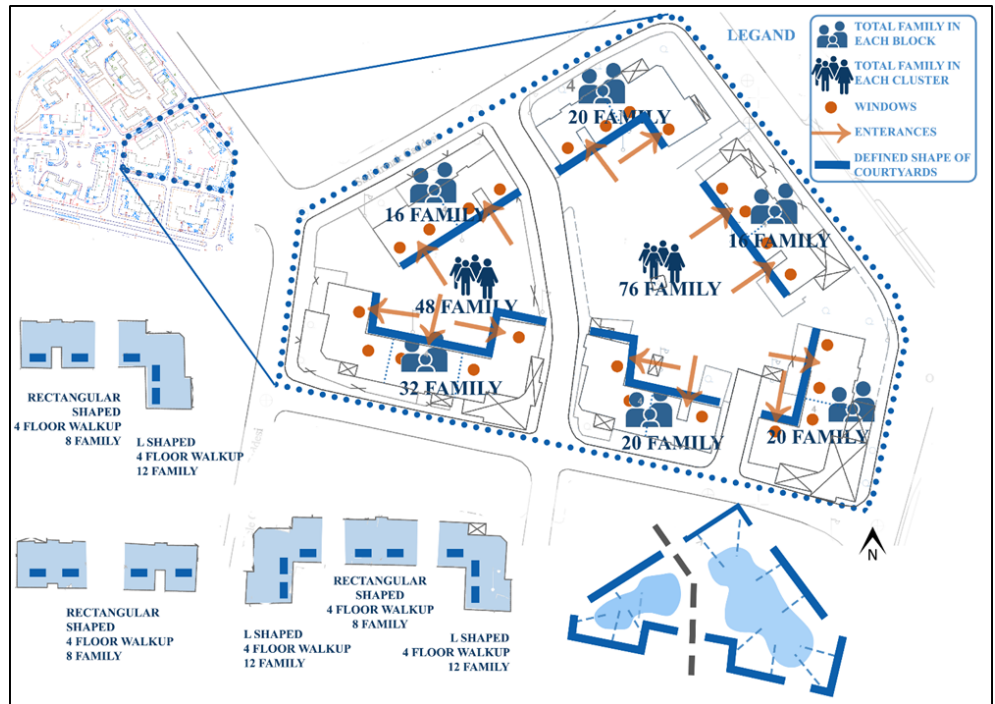 LEGAND
TOTAL FAMILY IN
EACH BLOCK
TOTAL FAMILY IN
EACH CLUSTER
WINDOWS
ENTERANCES
DEFINED SHAPE OF
COURTYARDS
4
20 FAMILY
16 FAMILY
16 FAMILY
48 FAMILY
76 FAMILY
32 FAMILY
20 FAMILY
20 FAMILY
RECTANGULAR
SHAPED
4 FLOOR WALKUP
8 FAMILY
L SHAPED
4 FLOOR WALKUP
12 FAMILY
N
RECTANGULAR
SHAPED
4 FLOOR WALKUP
8 FAMILY
L SHAPED
4 FLOOR WALKUP
12 FAMILY
RECTANGULAR
SHAPED
4 FLOOR WALKUP
8 FAMILY
L SHAPED
4 FLOOR WALKUP
12 FAMILY